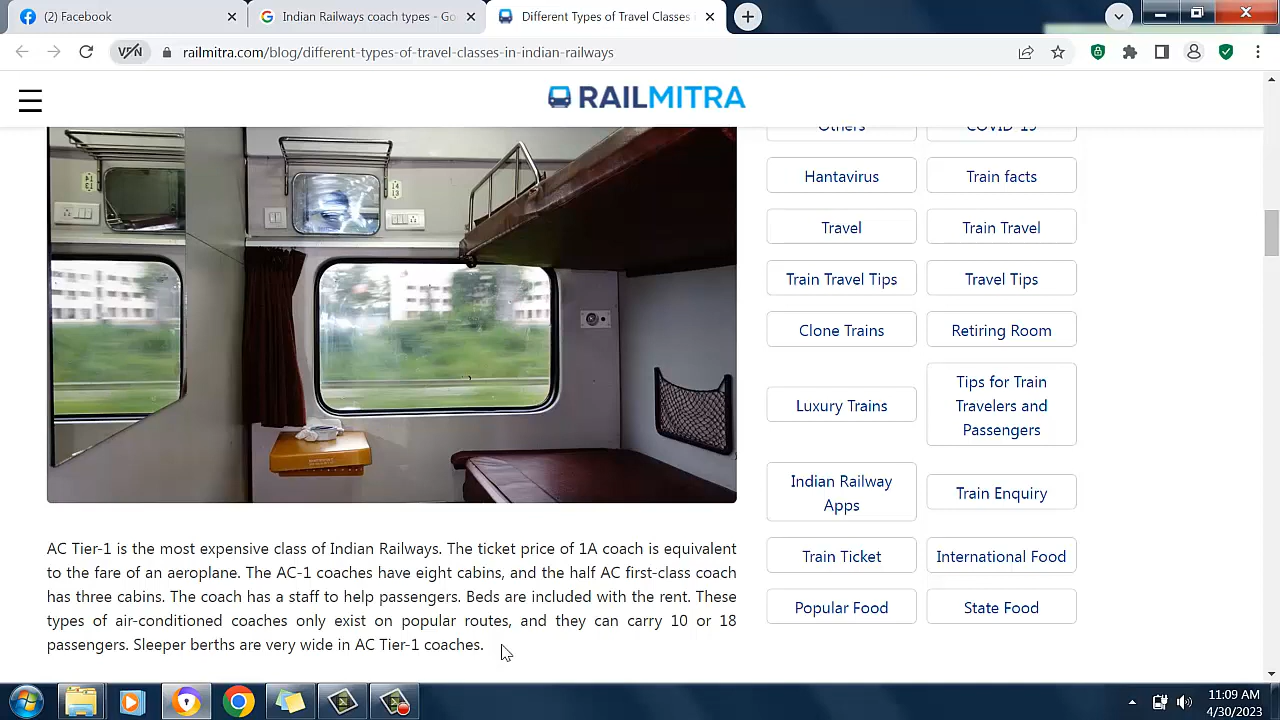 (2) Facebook
Indian Railways coach types - G
Different Types of Travel Classes
VPN
railmitra.com/blog/different-types-of-travel-classes-in-indian-railways
RAILMITRA
Others
COVID-19
Hantavirus
Train facts
Travel
Train Travel
Train Travel Tips
Travel Tips
Clone Trains
Retiring Room
Luxury Trains
Tips for Train
Travelers and
Passengers
Indian Railway
Apps
Train Enquiry
Train Ticket
International Food
Popular Food
State Food
AC Tier-1 is the most expensive class of Indian Railways. The ticket price of 1A coach is equivalent
to the fare of an aeroplane. The AC-1 coaches have eight cabins, and the half AC first-class coach
has three cabins. The coach has a staff to help passengers. Beds are included with the rent. These
types of air-conditioned coaches only exist on popular routes, and they can carry 10 or 18
passengers. Sleeper berths are very wide in AC Tier-1 coaches.
11:09 AM
4/30/2023